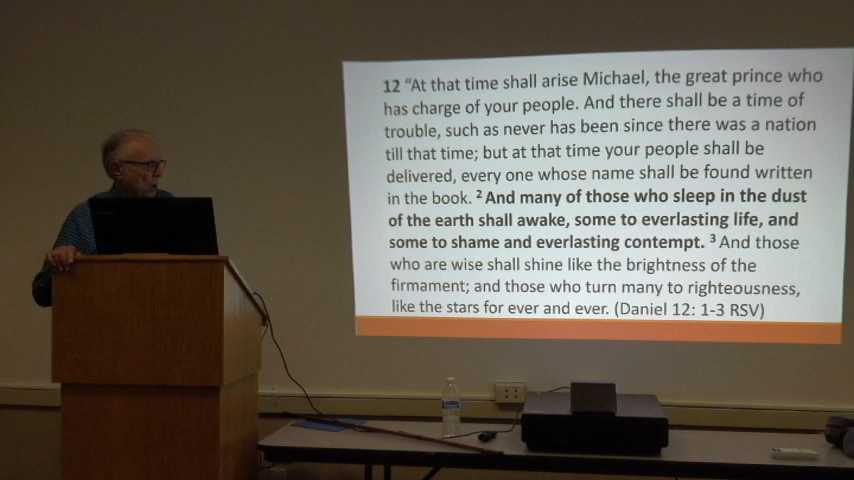 12 “At that time shall arise Michael, the great prince who
has charge of your people. And there shall be a time of
trouble, such as never has been since there was a nation
till that time; but at that time your people shall be
delivered, every one whose name shall be found written
in the book. 2 And many of those who sleep in the dust
of the earth shall awake, some to everlasting life, and
some to shame and everlasting contempt. 3 And those
who are wise shall shine like the brightness of the
firmament; and those who turn many to righteousness,
like the stars for ever and ever. (Daniel 12: 1-3 RSV)